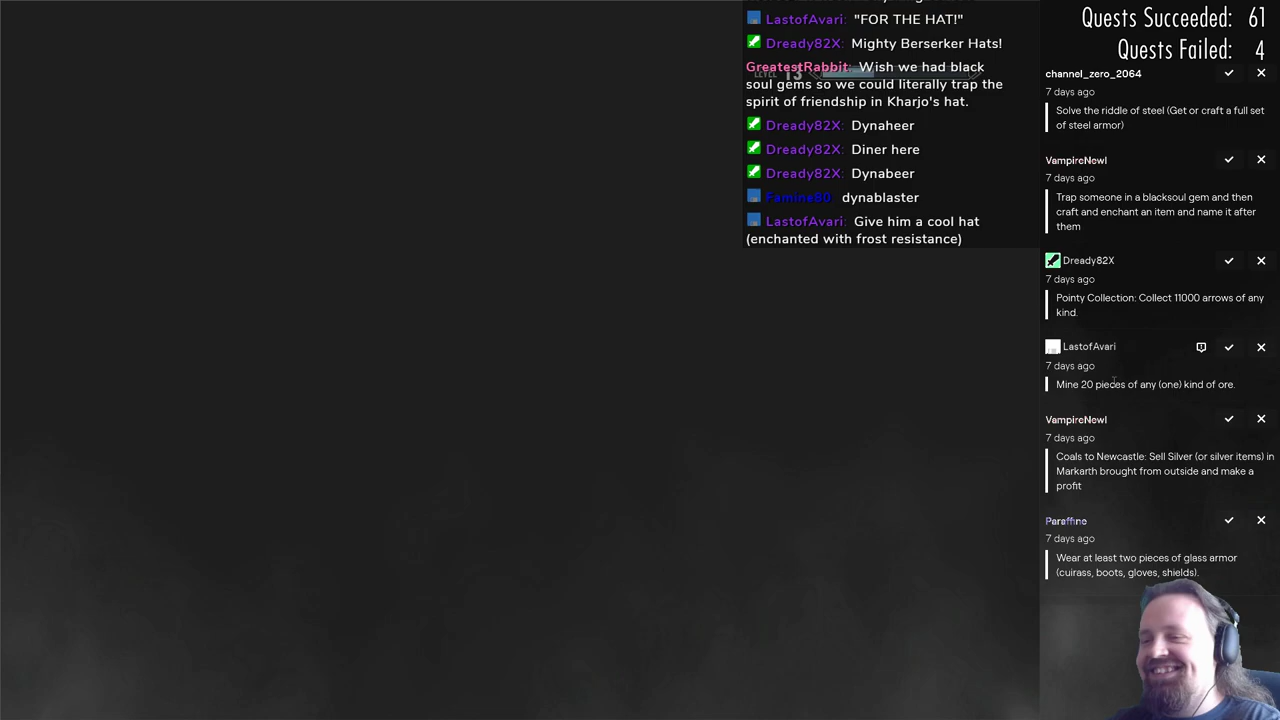 LastofAvari: "FOR THE HAT!"
Dready82X: Mighty Berserker Hats!
GreatestRabbit: Wish we had black
soul gems so we could literally trap the
spirit of friendship in Kharjo's hat.
Dready82X: Dynaheer
Dready82X: Diner here
Dready82X: Dynabeer
Famine80: dynablaster
LastofAvari: Give him a cool hat
(enchanted with frost resistance)
LEVEL 13
Quests Succeeded: 61
Quests Failed: 4
channel_zero_2064
7 days ago
Solve the riddle of steel (Get or craft a full set
of steel armor)
VampireNewl
7 days ago
Trap someone in a blacksoul gem and then
craft and enchant an item and name it after
them
Dready82X
7 days ago
Pointy Collection: Collect 11000 arrows of any
kind.
LastofAvari
7 days ago
Mine 20 pieces of any (one) kind of ore.
VampireNewl
7 days ago
Coals to Newcastle: Sell Silver (or silver items) in
Markarth brought from outside and make a
profit
Paraffino
7 days ago
Wear at least two pieces of glass armor
(cuirass, boots, gloves, shields).